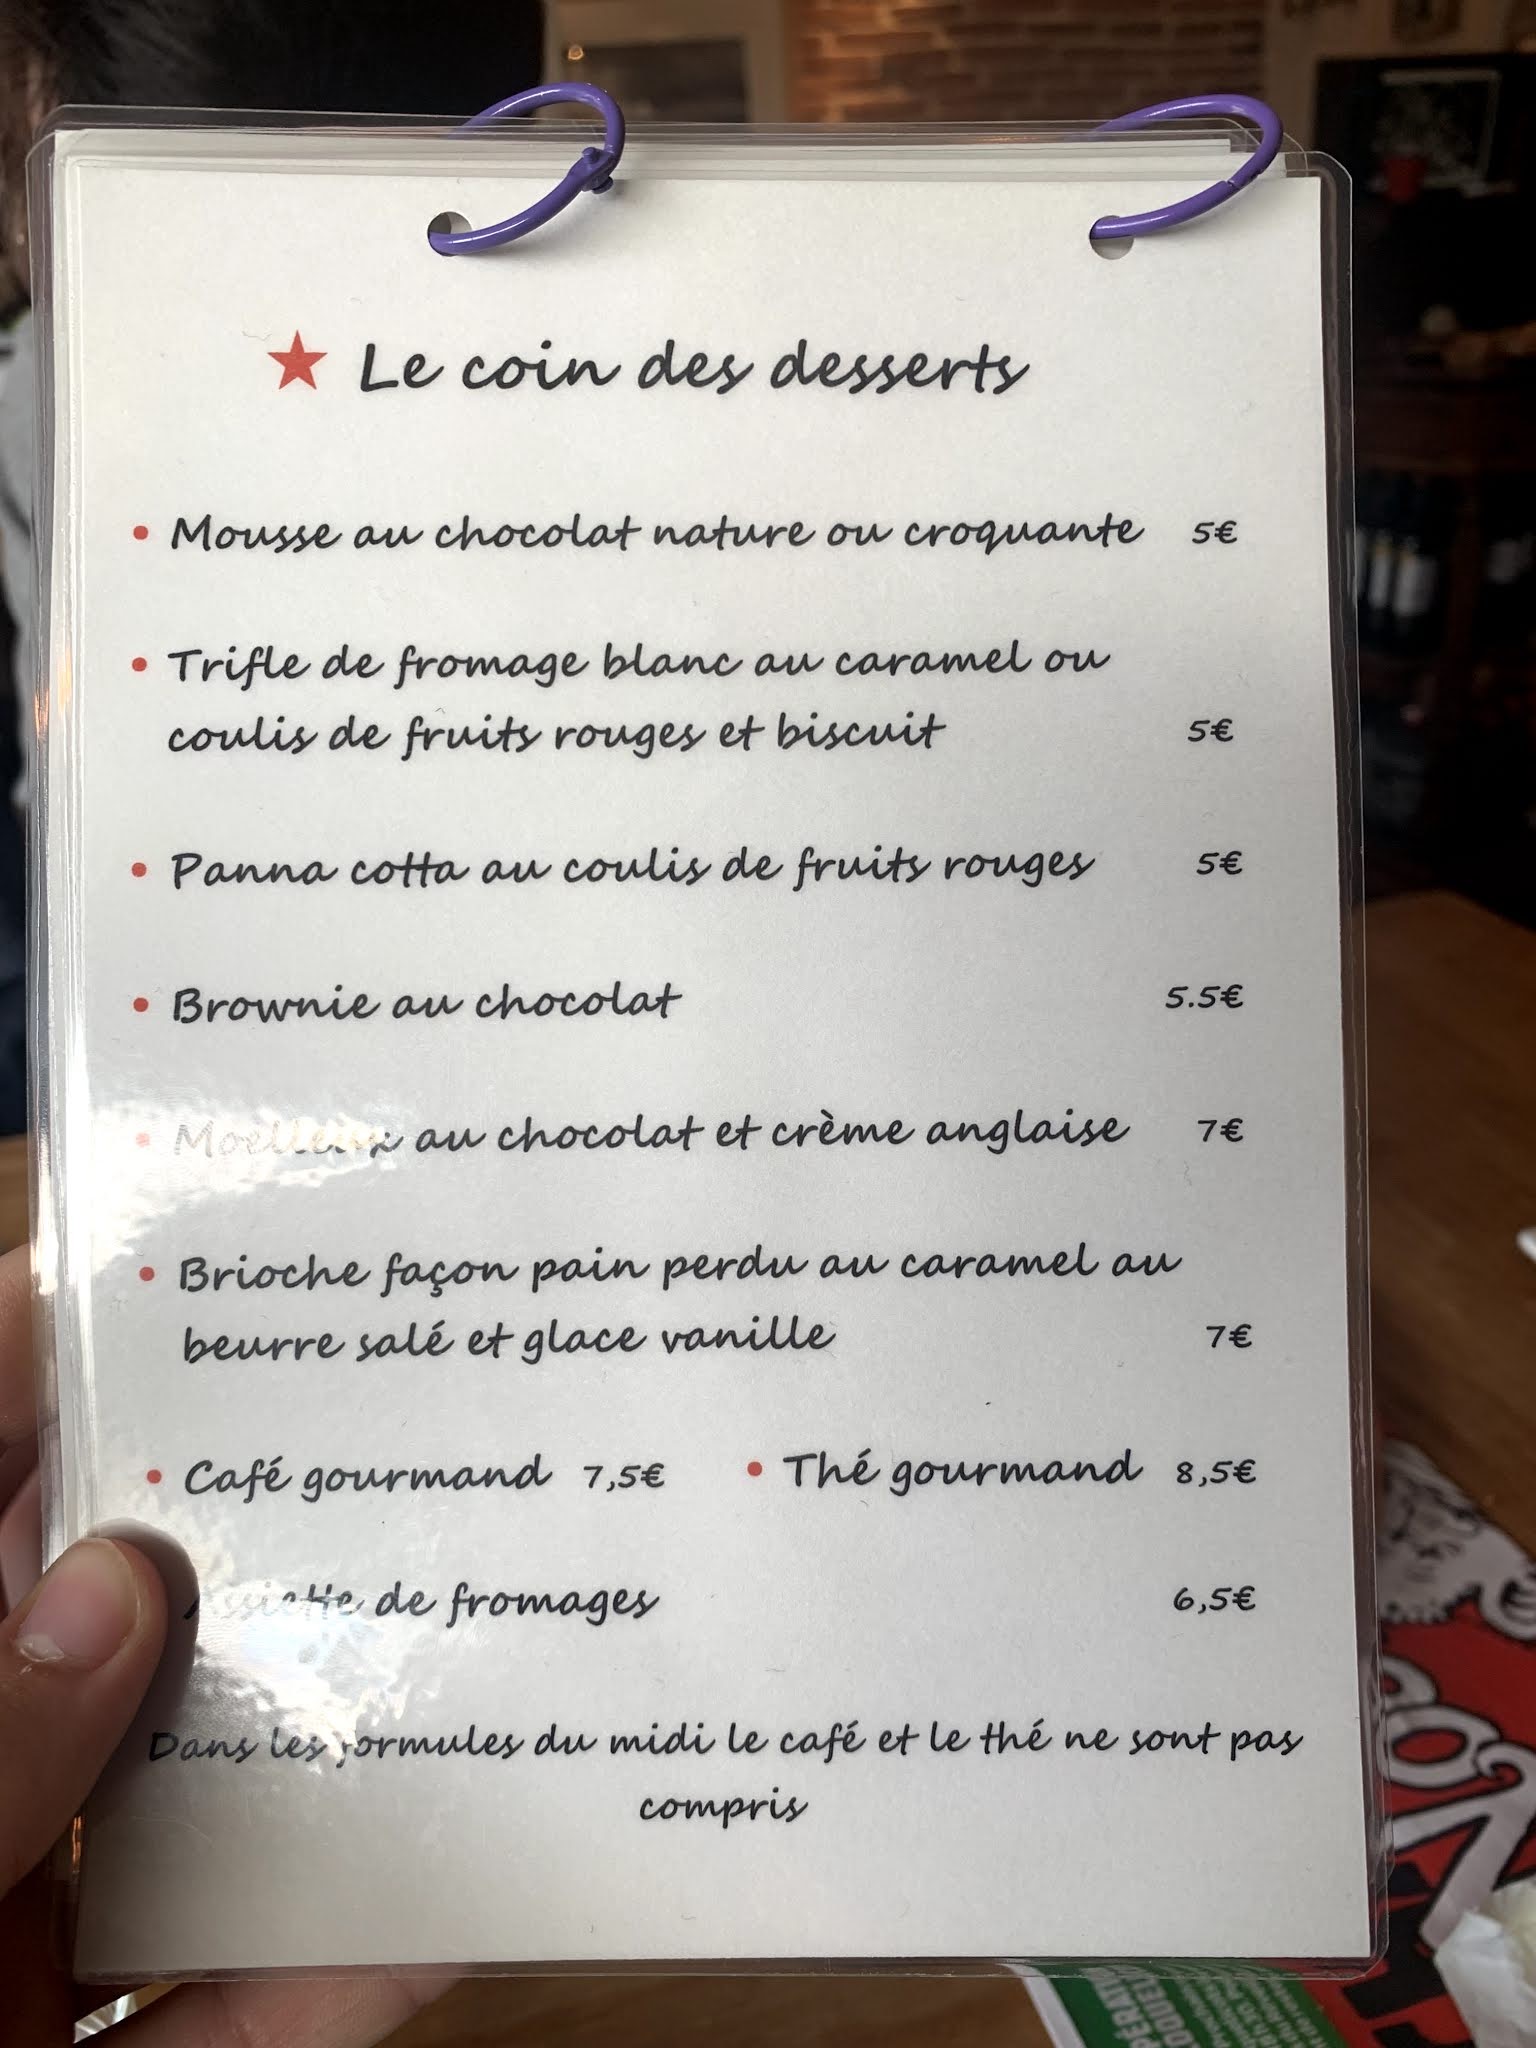 ★ Le coin des desserts
• Mousse au chocolat nature ou croquante 5€
• Trifle de fromage blanc au caramel ou
coulis de fruits rouges et biscuit 5€
• Panna cotta au coulis de fruits rouges 5€
• Brownie au chocolat 5.5€
• Moelleux au chocolat et crème anglaise 7€
• Brioche façon pain perdu au caramel au
beurre salé et glace vanille 7€
• Café gourmand 7,5€ • Thé gourmand 8,5€
Assiette de fromages 6,5€
Dans les formules du midi le café et le thé ne sont pas
compris